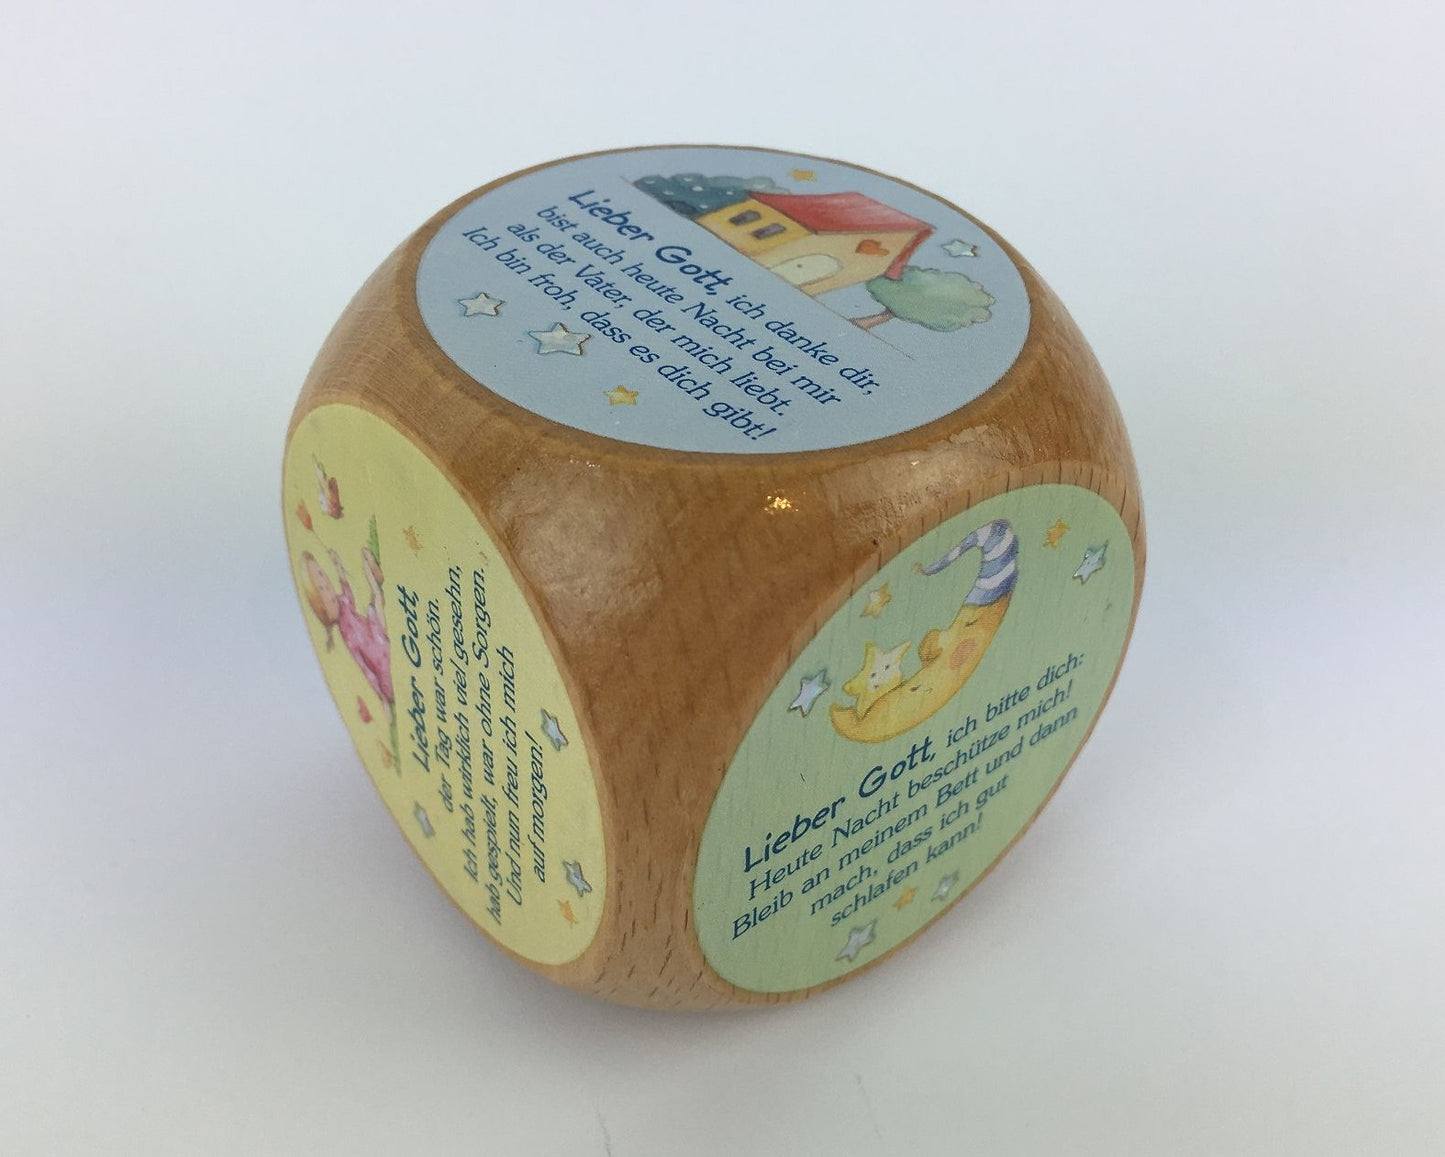 Lieber Gott, ich danke dir,
bist auch heute Nacht bei mir
als der Vater, der mich liebt.
Ich bin froh, dass es dich gibt!
Lieber Gott,
der Tag war schön.
Ich hab wirklich viel gesehn,
hab gespielt, war ohne Sorgen.
Und nun freu ich mich
auf morgen!
Lieber Gott, ich bitte dich:
Heute Nacht beschütze mich!
Bleib an meinem Bett und dann
mach, dass ich gut
schlafen kann!